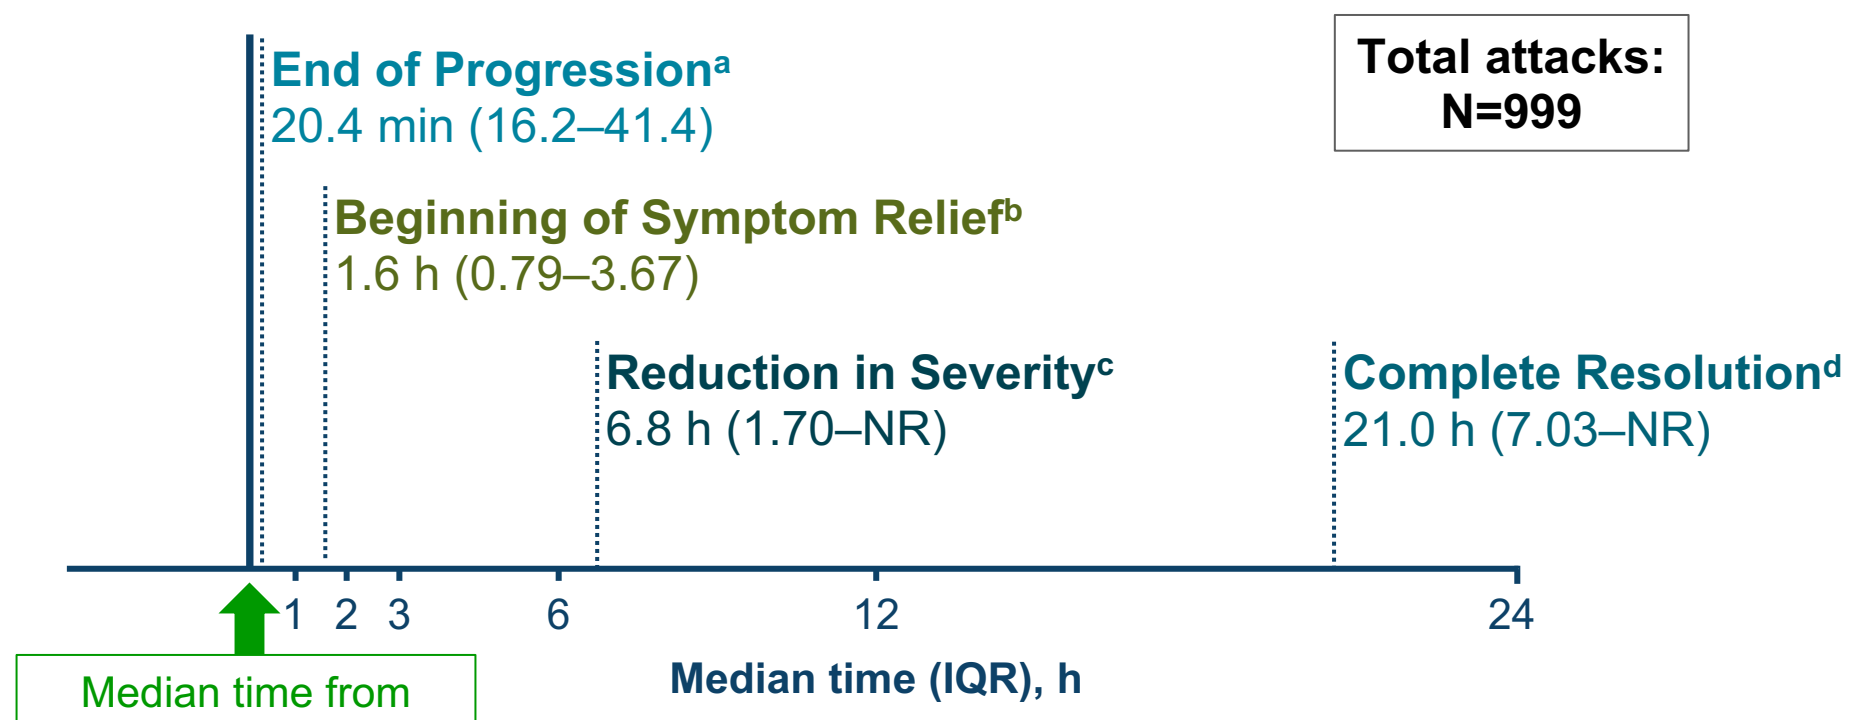 End of Progressionᵃ
20.4 min (16.2–41.4)
Total attacks:
N=999
Beginning of Symptom Reliefᵇ
1.6 h (0.79–3.67)
Reduction in Severityᶜ
6.8 h (1.70–NR)
Complete Resolutionᵈ
21.0 h (7.03–NR)
1 2 3 6 12 24
Median time (IQR), h
Median time from